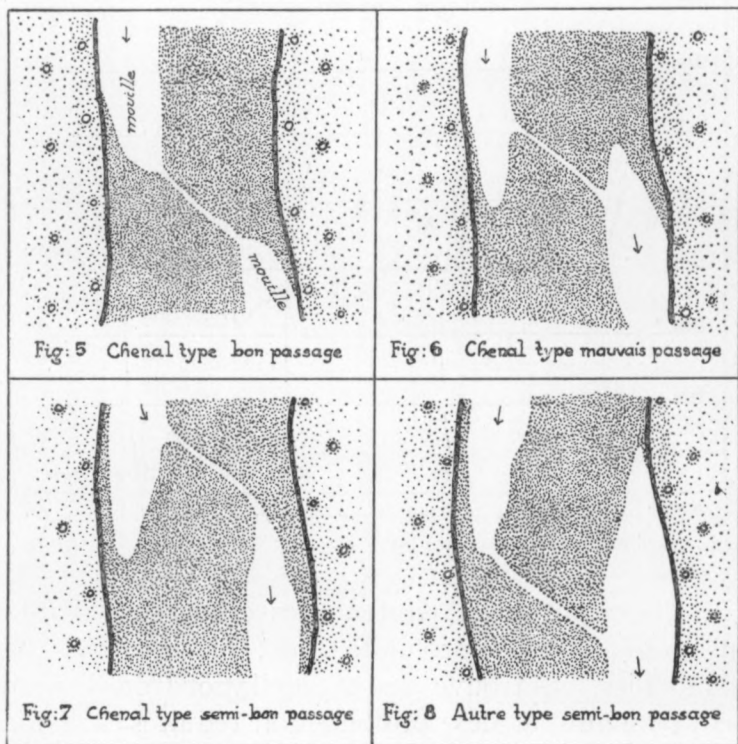 mouille
mouille
Fig: 5 Chenal type bon passage
Fig: 6 Chenal type mauvais passage
Fig: 7 Chenal type semi-bon passage
Fig: 8 Autre type semi-bon passage